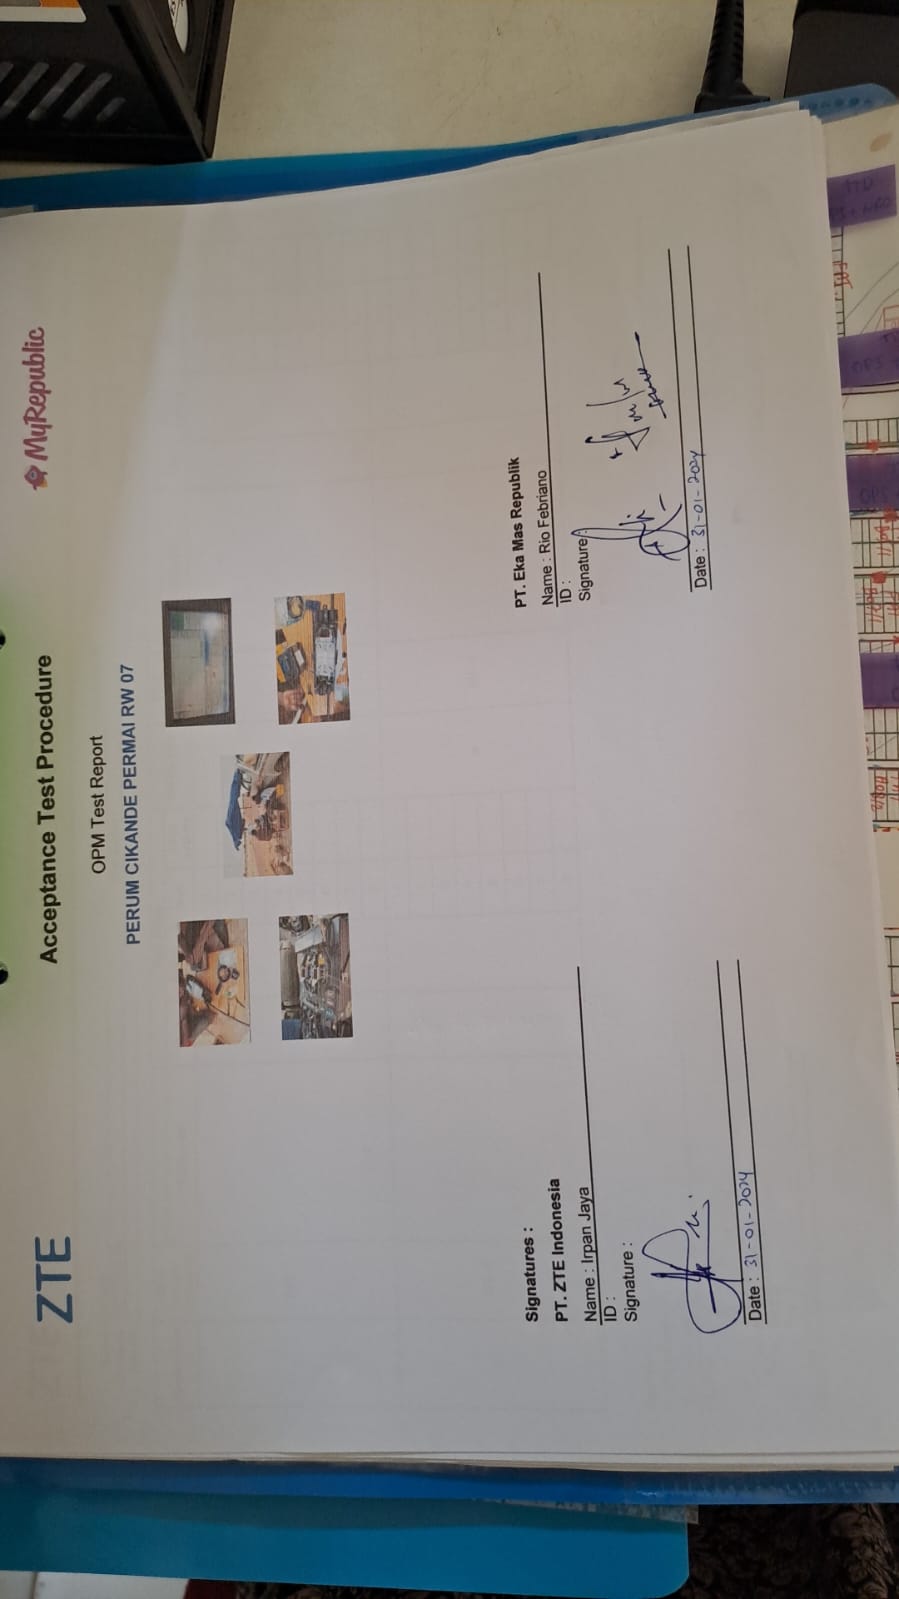 ZTE
MyRepublic
Acceptance Test Procedure
OPM Test Report
PERUM CIKANDE PERMAI RW 07
Signatures :
PT. ZTE Indonesia
Name : Irpan Jaya
ID :
Signature :
Date : 31-01-2024
PT. Eka Mas Republik
Name : Rio Febriano
ID :
Signature :
Date : 31-01-2024